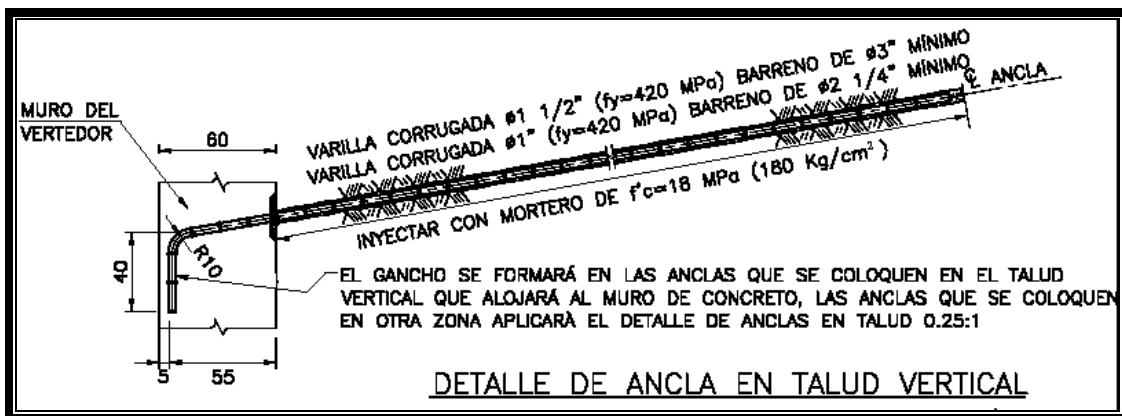 VARILLA CORRUGADA ø1 1/2" (fy=420 MPa) BARRENO DE ø3" MÍNIMO
VARILLA CORRUGADA ø1" (fy=420 MPa) BARRENO DE ø2 1/4" MÍNIMO
℄ ANCLA
MURO DEL
VERTEDOR
60
INYECTAR CON MORTERO DE f'c=18 MPa (180 Kg/cm²)
R10
40
EL GANCHO SE FORMARÁ EN LAS ANCLAS QUE SE COLOQUEN EN EL TALUD
VERTICAL QUE ALOJARÁ AL MURO DE CONCRETO, LAS ANCLAS QUE SE COLOQUEN
EN OTRA ZONA APLICARÀ EL DETALLE DE ANCLAS EN TALUD 0.25:1
5
55
DETALLE DE ANCLA EN TALUD VERTICAL